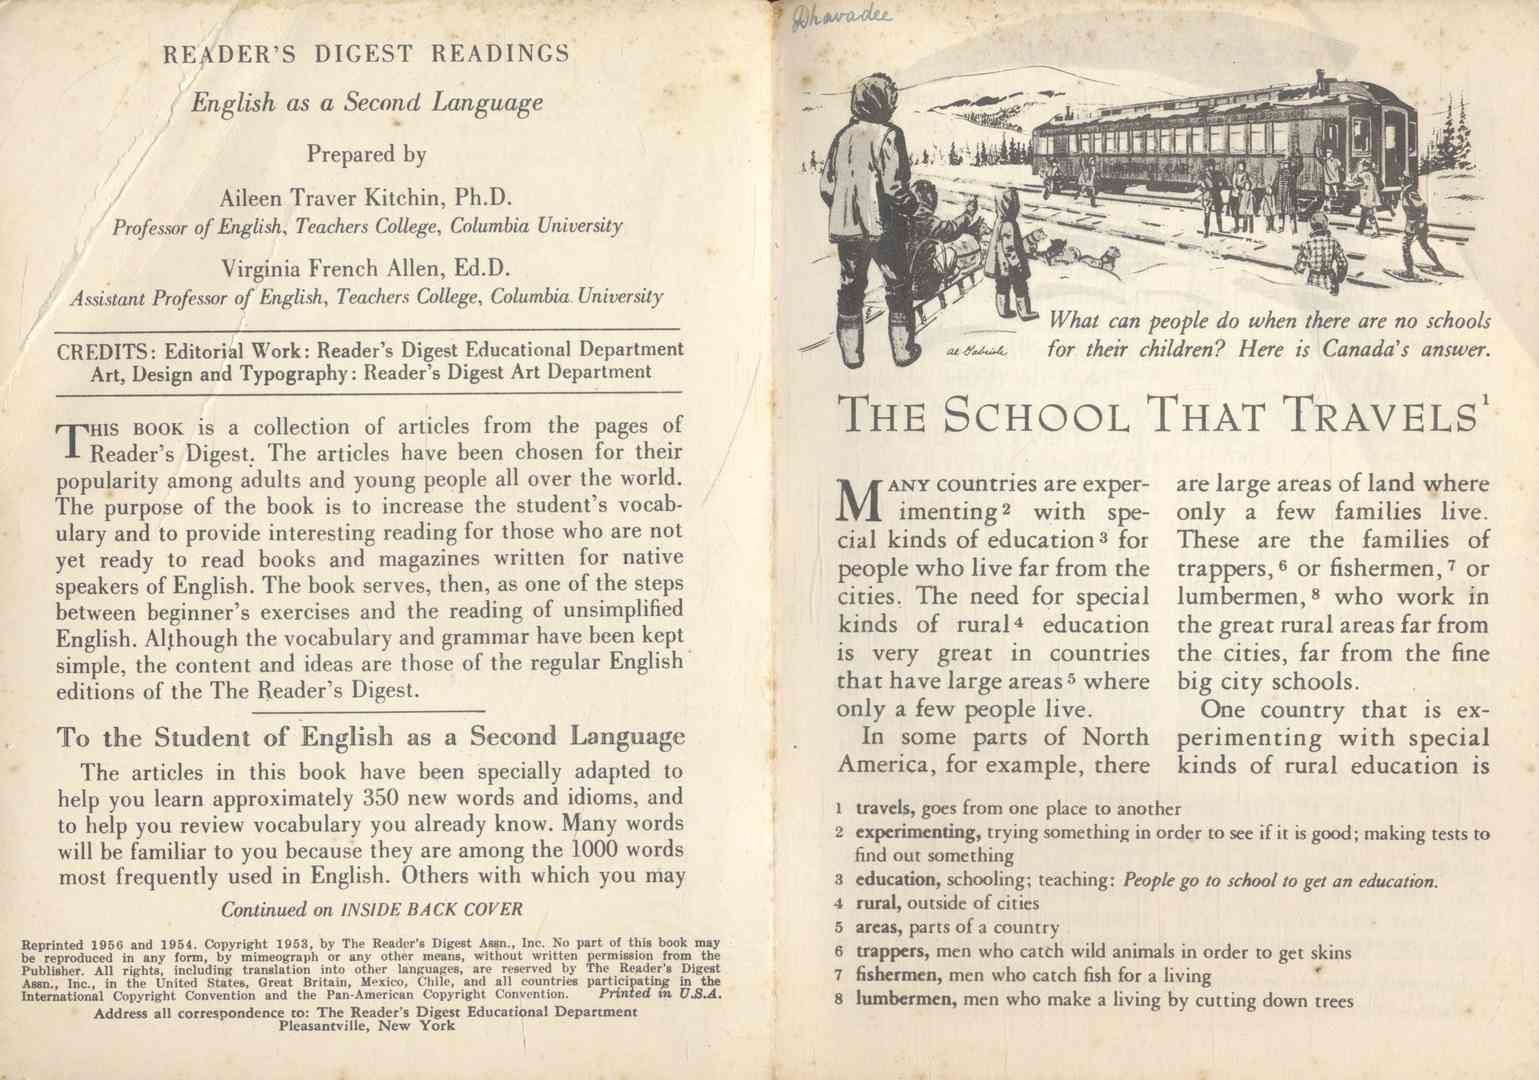 READER'S DIGEST READINGS
English as a Second Language
Prepared by
Aileen Traver Kitchin, Ph.D.
Professor of English, Teachers College, Columbia University
Virginia French Allen, Ed.D.
Assistant Professor of English, Teachers College, Columbia University
CREDITS: Editorial Work: Reader's Digest Educational Department
Art, Design and Typography: Reader's Digest Art Department
THIS BOOK is a collection of articles from the pages of
Reader's Digest. The articles have been chosen for their
popularity among adults and young people all over the world.
The purpose of the book is to increase the student's vocab-
ulary and to provide interesting reading for those who are not
yet ready to read books and magazines written for native
speakers of English. The book serves, then, as one of the steps
between beginner's exercises and the reading of unsimplified
English. Although the vocabulary and grammar have been kept
simple, the content and ideas are those of the regular English
editions of the The Reader's Digest.
To the Student of English as a Second Language
The articles in this book have been specially adapted to
help you learn approximately 350 new words and idioms, and
to help you review vocabulary you already know. Many words
will be familiar to you because they are among the 1000 words
most frequently used in English. Others with which you may
Continued on INSIDE BACK COVER
Reprinted 1956 and 1954. Copyright 1953, by The Reader's Digest Assn., Inc. No part of this book may
be reproduced in any form, by mimeograph or any other means, without written permission from the
Publisher. All rights, including translation into other languages, are reserved by The Reader's Digest
Assn., Inc., in the United States, Great Britain, Mexico, Chile, and all countries participating in the
International Copyright Convention and the Pan-American Copyright Convention. Printed in U.S.A.
Address all correspondence to: The Reader's Digest Educational Department
Pleasantville, New York
Dhavadee
What can people do when there are no schools
for their children? Here is Canada's answer.
THE SCHOOL THAT TRAVELS¹
MANY countries are exper-
imenting² with spe-
cial kinds of education³ for
people who live far from the
cities. The need for special
kinds of rural⁴ education
is very great in countries
that have large areas⁵ where
only a few people live.
In some parts of North
America, for example, there
are large areas of land where
only a few families live.
These are the families of
trappers,⁶ or fishermen,⁷ or
lumbermen,⁸ who work in
the great rural areas far from
the cities, far from the fine
big city schools.
One country that is ex-
perimenting with special
kinds of rural education is
1 travels, goes from one place to another
2 experimenting, trying something in order to see if it is good; making tests to
find out something
3 education, schooling; teaching: People go to school to get an education.
4 rural, outside of cities
5 areas, parts of a country
6 trappers, men who catch wild animals in order to get skins
7 fishermen, men who catch fish for a living
8 lumbermen, men who make a living by cutting down trees